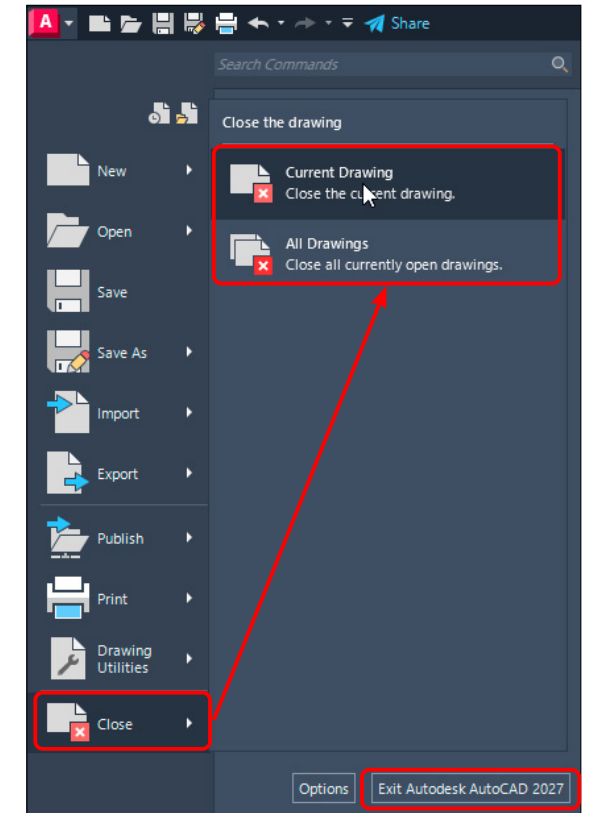 A
Share
Search Commands
Close the drawing
New
Current Drawing
Close the current drawing.
Open
All Drawings
Close all currently open drawings.
Save
Save As
Import
Export
Publish
Print
Drawing
Utilities
Close
Options
Exit Autodesk AutoCAD 2027